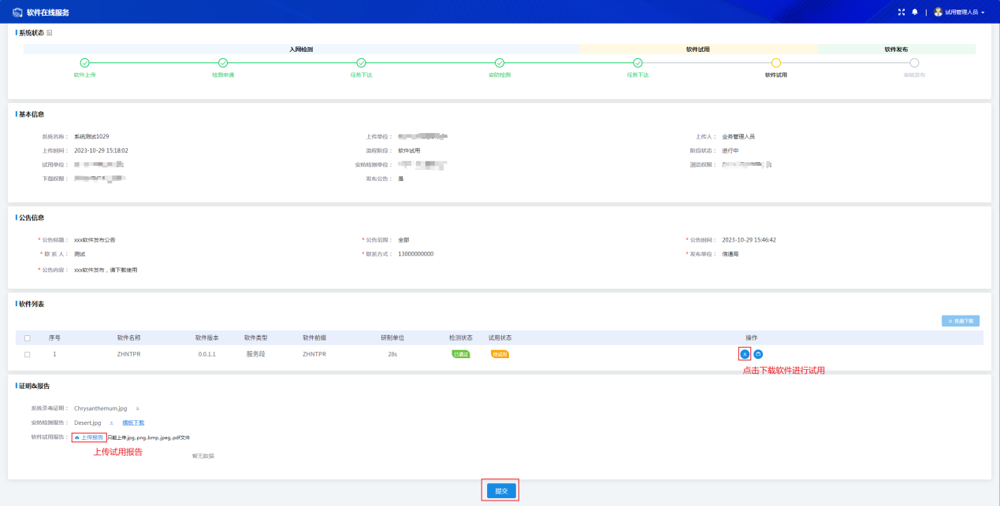 软件在线服务 试用管理人员
系统状态
入网检测 软件试用 软件发布
软件上传 检测申请 任务下达 安防检测 任务下达 软件试用 审核发布
基本信息
系统名称： 系统测试1029 上传单位： 上传人： 业务管理人员
上传时间： 2023-10-29 15:18:02 流程阶段： 软件试用 阶段状态： 进行中
试用单位： 安防检测单位： 浏览权限：
下载权限： 发布公告： 是
公告信息
* 公告标题： xxx软件发布公告 * 公告范围： 全部 * 公告时间： 2023-10-29 15:46:42
* 联 系 人： 测试 * 联系方式： 13000000000 * 发布单位： 信通局
* 公告内容： xxx软件发布，请下载使用
软件列表
批量下载
序号 软件名称 软件版本 软件类型 软件前缀 研制单位 检测状态 试用状态 操作
1 ZHNTPR 0.0.1.1 服务段 ZHNTPR 28s 已通过 待试用
点击下载软件进行试用
证明&报告
系统杀毒证明： Chrysanthemum.jpg
安防检测报告： Desert.jpg 模板下载
软件试用报告： 上传报告 只能上传.jpg,.png,.bmp,.jpeg,.pdf文件
上传试用报告
暂无数据
提交